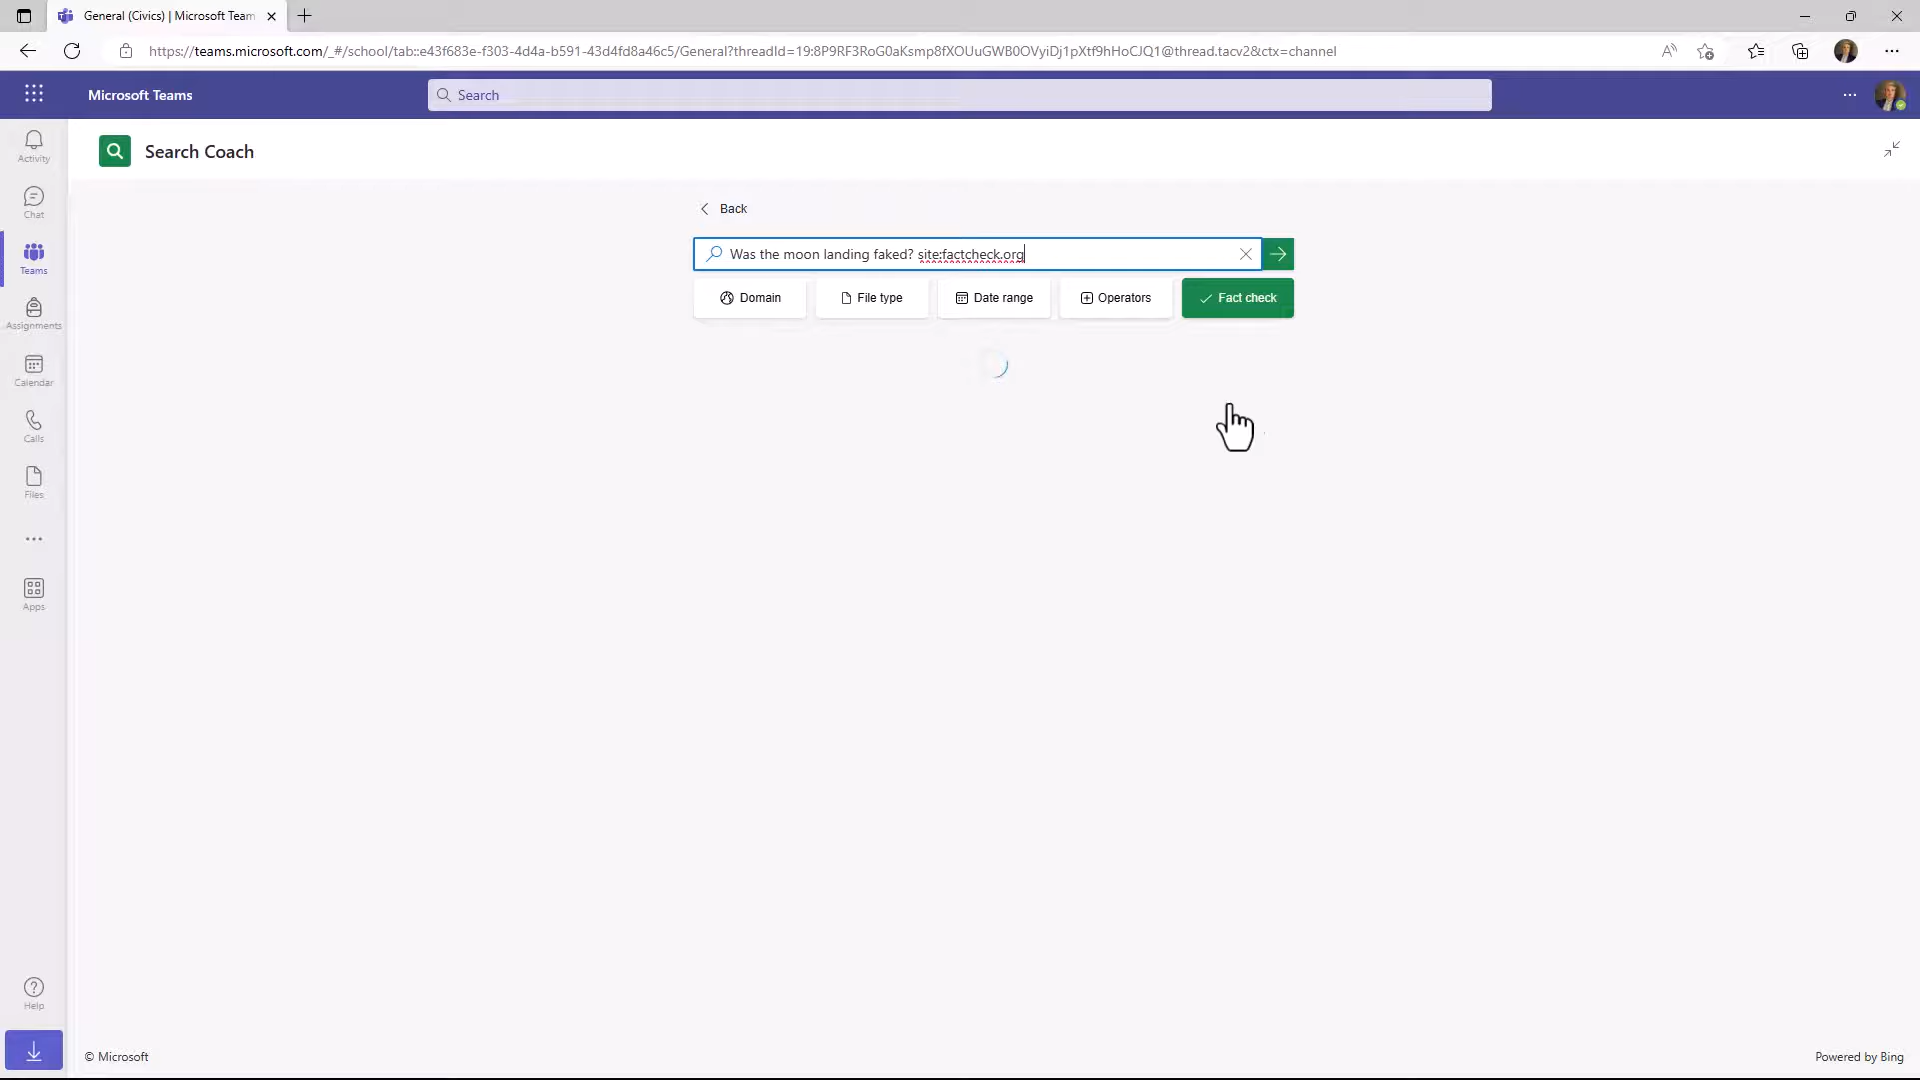 General (Civics) | Microsoft Team
https://teams.microsoft.com/_#/school/tab::e43f683e-f303-4d4a-b591-43d4fd8a46c5/General?threadId=19:8P9RF3RoG0aKsmp8fXOUuGWB0OVyiDj1pXtf9hHoCJQ1@thread.tacv2&ctx=channel
Microsoft Teams
Search
Activity
Search Coach
Chat
Back
Teams
Was the moon landing faked? site:factcheck.org
Domain
File type
Date range
Operators
Fact check
Assignments
Calendar
Calls
Files
Apps
Help
© Microsoft
Powered by Bing